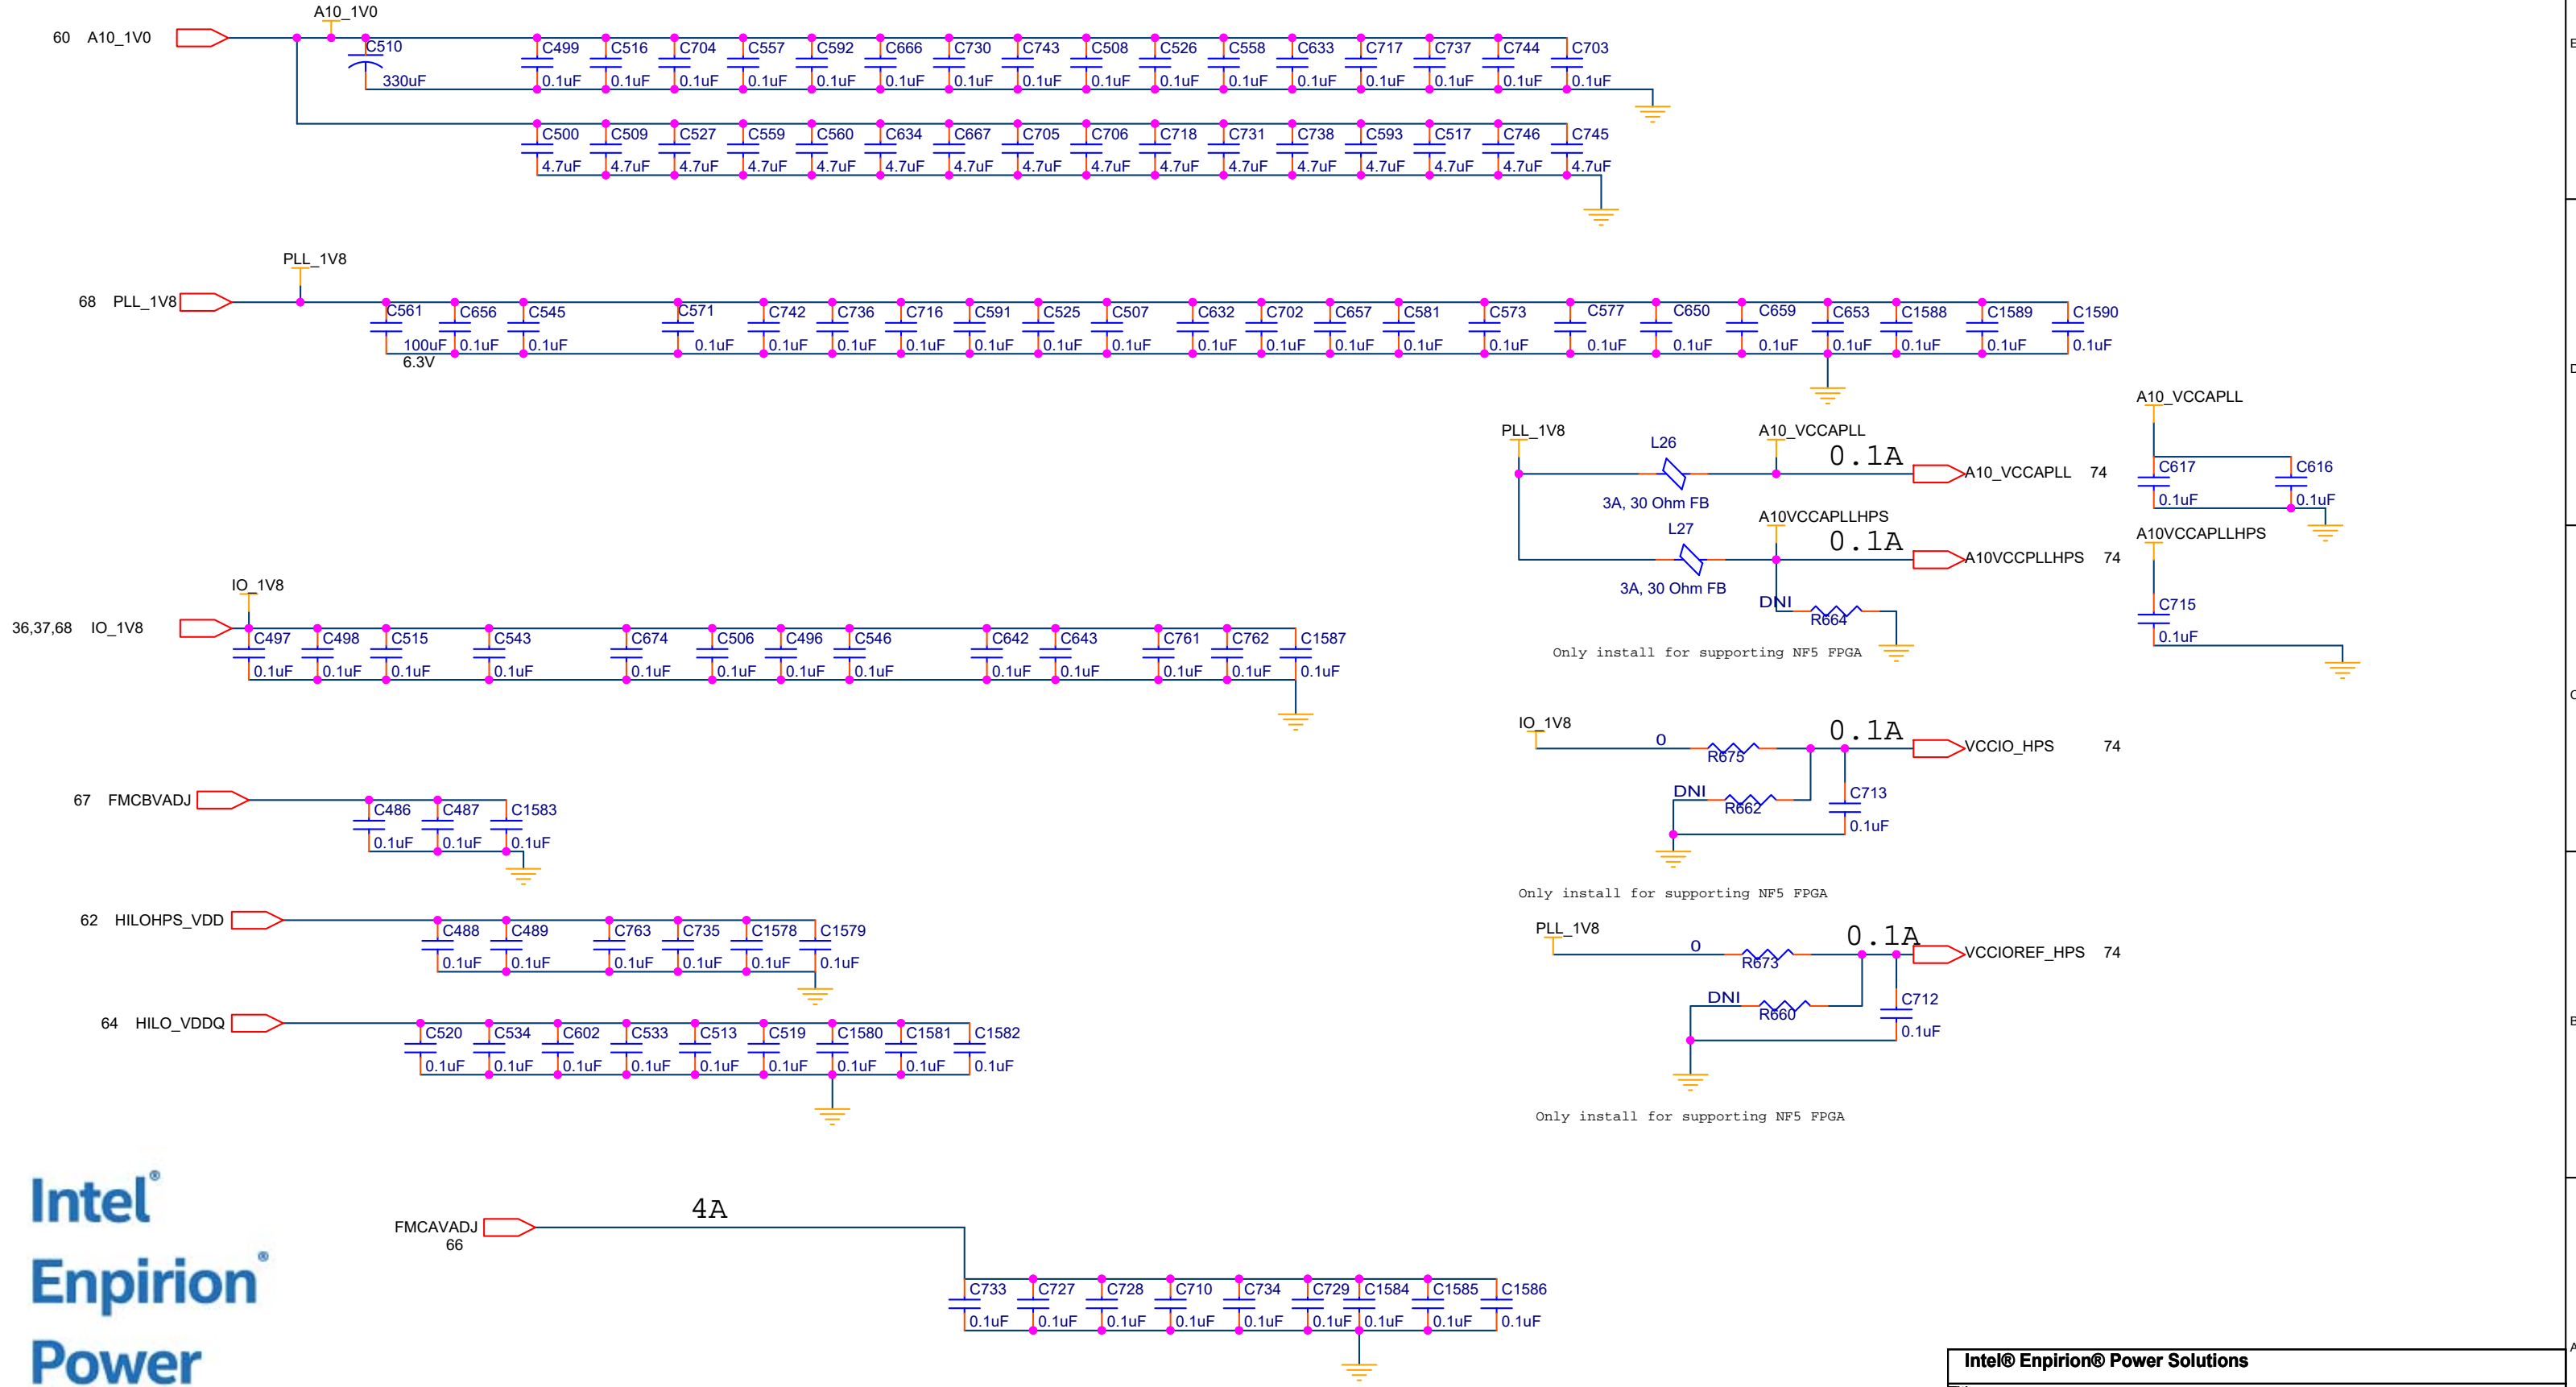 A10_1V0
60 A10_1V0
C510 C499 C516 C704 C557 C592 C666 C730 C743 C508 C526 C558 C633 C717 C737 C744 C703
330uF 0.1uF 0.1uF 0.1uF 0.1uF 0.1uF 0.1uF 0.1uF 0.1uF 0.1uF 0.1uF 0.1uF 0.1uF 0.1uF 0.1uF 0.1uF 0.1uF
C500 C509 C527 C559 C560 C634 C667 C705 C706 C718 C731 C738 C593 C517 C746 C745
4.7uF 4.7uF 4.7uF 4.7uF 4.7uF 4.7uF 4.7uF 4.7uF 4.7uF 4.7uF 4.7uF 4.7uF 4.7uF 4.7uF 4.7uF 4.7uF
PLL_1V8
68 PLL_1V8
C561 C656 C545 C571 C742 C736 C716 C591 C525 C507 C632 C702 C657 C581 C573 C577 C650 C659 C653 C1588 C1589 C1590
100uF 0.1uF 0.1uF 0.1uF 0.1uF 0.1uF 0.1uF 0.1uF 0.1uF 0.1uF 0.1uF 0.1uF 0.1uF 0.1uF 0.1uF 0.1uF 0.1uF 0.1uF 0.1uF 0.1uF 0.1uF 0.1uF
6.3V
PLL_1V8
L26
A10_VCCAPLL
0.1A
A10_VCCAPLL 74
3A, 30 Ohm FB
L27
A10VCCAPLLHPS
0.1A
A10VCCPLLHPS 74
3A, 30 Ohm FB
DNI
R664
Only install for supporting NF5 FPGA
A10_VCCAPLL
C617 C616
0.1uF 0.1uF
A10VCCAPLLHPS
C715
0.1uF
IO_1V8
36,37,68 IO_1V8
C497 C498 C515 C543 C674 C506 C496 C546 C642 C643 C761 C762 C1587
0.1uF 0.1uF 0.1uF 0.1uF 0.1uF 0.1uF 0.1uF 0.1uF 0.1uF 0.1uF 0.1uF 0.1uF 0.1uF
IO_1V8
0
R675
0.1A
VCCIO_HPS 74
DNI
R662
C713
0.1uF
Only install for supporting NF5 FPGA
67 FMCBVADJ
C486 C487 C1583
0.1uF 0.1uF 0.1uF
62 HILOHPS_VDD
C488 C489 C763 C735 C1578 C1579
0.1uF 0.1uF 0.1uF 0.1uF 0.1uF 0.1uF
PLL_1V8
0
R673
0.1A
VCCIOREF_HPS 74
DNI
R660
C712
0.1uF
Only install for supporting NF5 FPGA
64 HILO_VDDQ
C520 C534 C602 C533 C513 C519 C1580 C1581 C1582
0.1uF 0.1uF 0.1uF 0.1uF 0.1uF 0.1uF 0.1uF 0.1uF 0.1uF
Intel®
Enpirion®
Power
4A
FMCAVADJ
66
C733 C727 C728 C710 C734 C729 C1584 C1585 C1586
0.1uF 0.1uF 0.1uF 0.1uF 0.1uF 0.1uF 0.1uF 0.1uF 0.1uF
Intel® Enpirion® Power Solutions